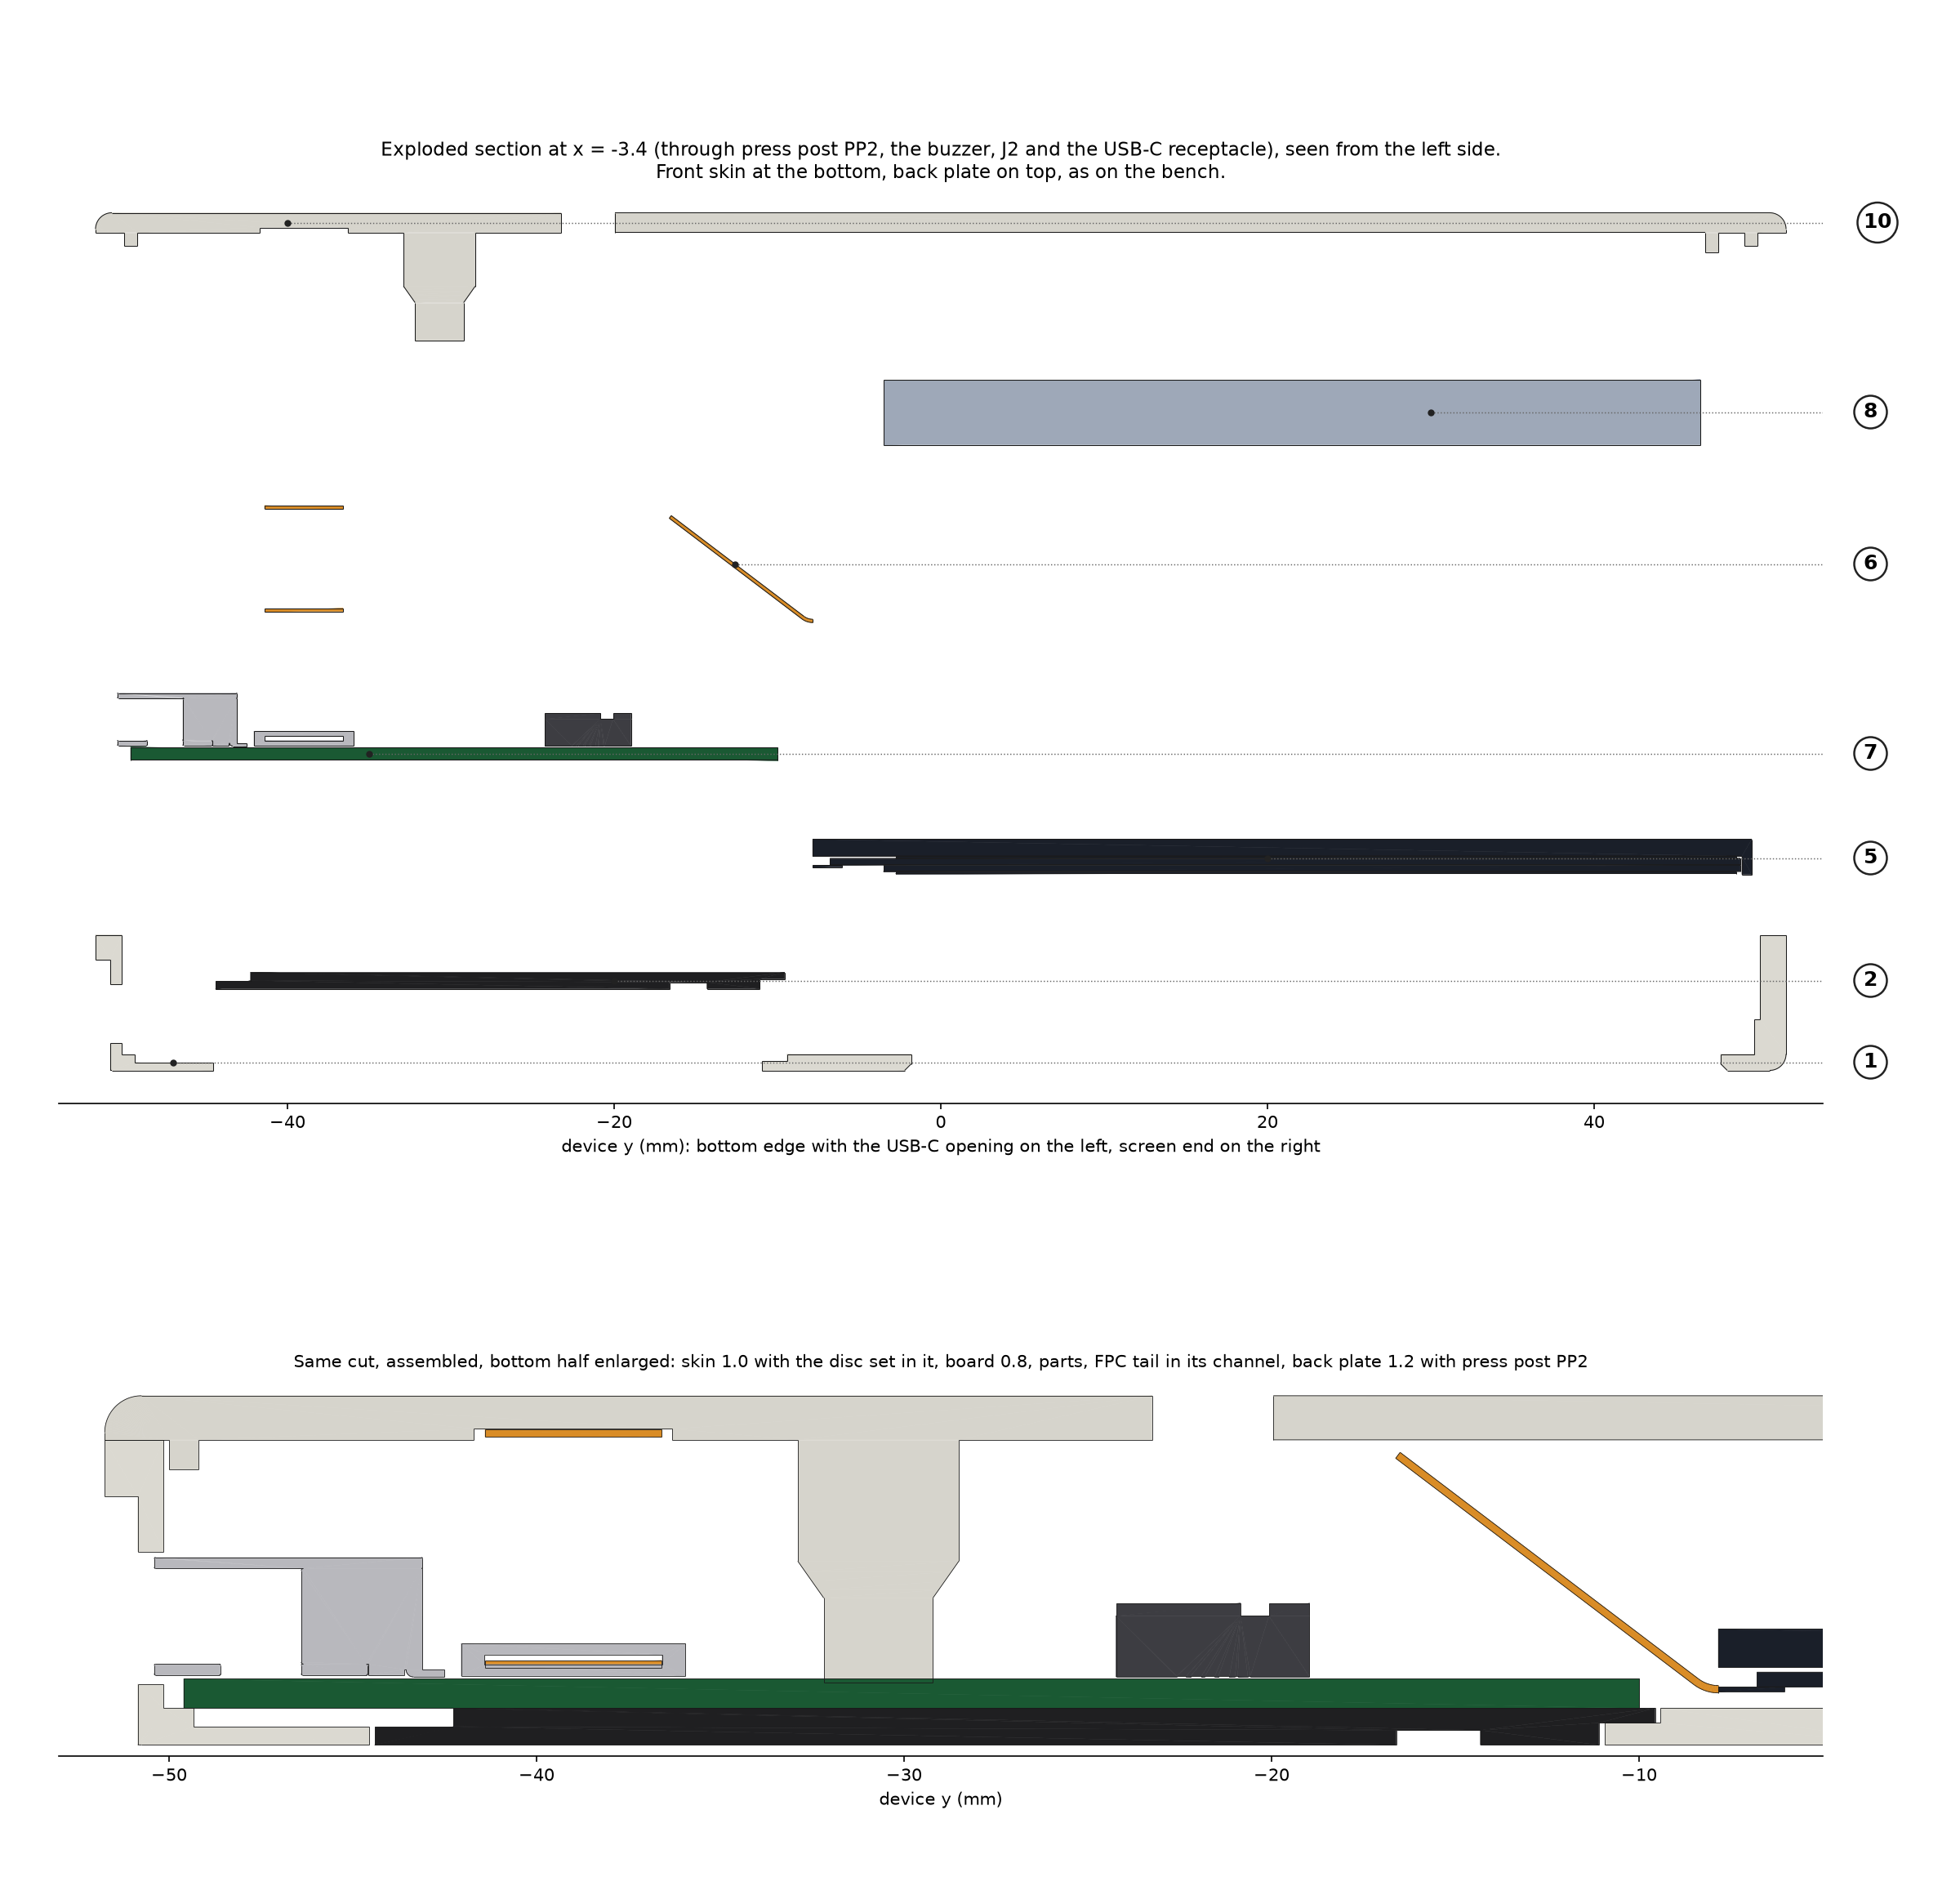 Exploded section at x = -3.4 (through press post PP2, the buzzer, J2 and the USB-C receptacle), seen from the left side.
Front skin at the bottom, back plate on top, as on the bench.
10
8
6
7
5
2
1
−40 −20 0 20 40
device y (mm): bottom edge with the USB-C opening on the left, screen end on the right
Same cut, assembled, bottom half enlarged: skin 1.0 with the disc set in it, board 0.8, parts, FPC tail in its channel, back plate 1.2 with press post PP2
−50 −40 −30 −20 −10
device y (mm)